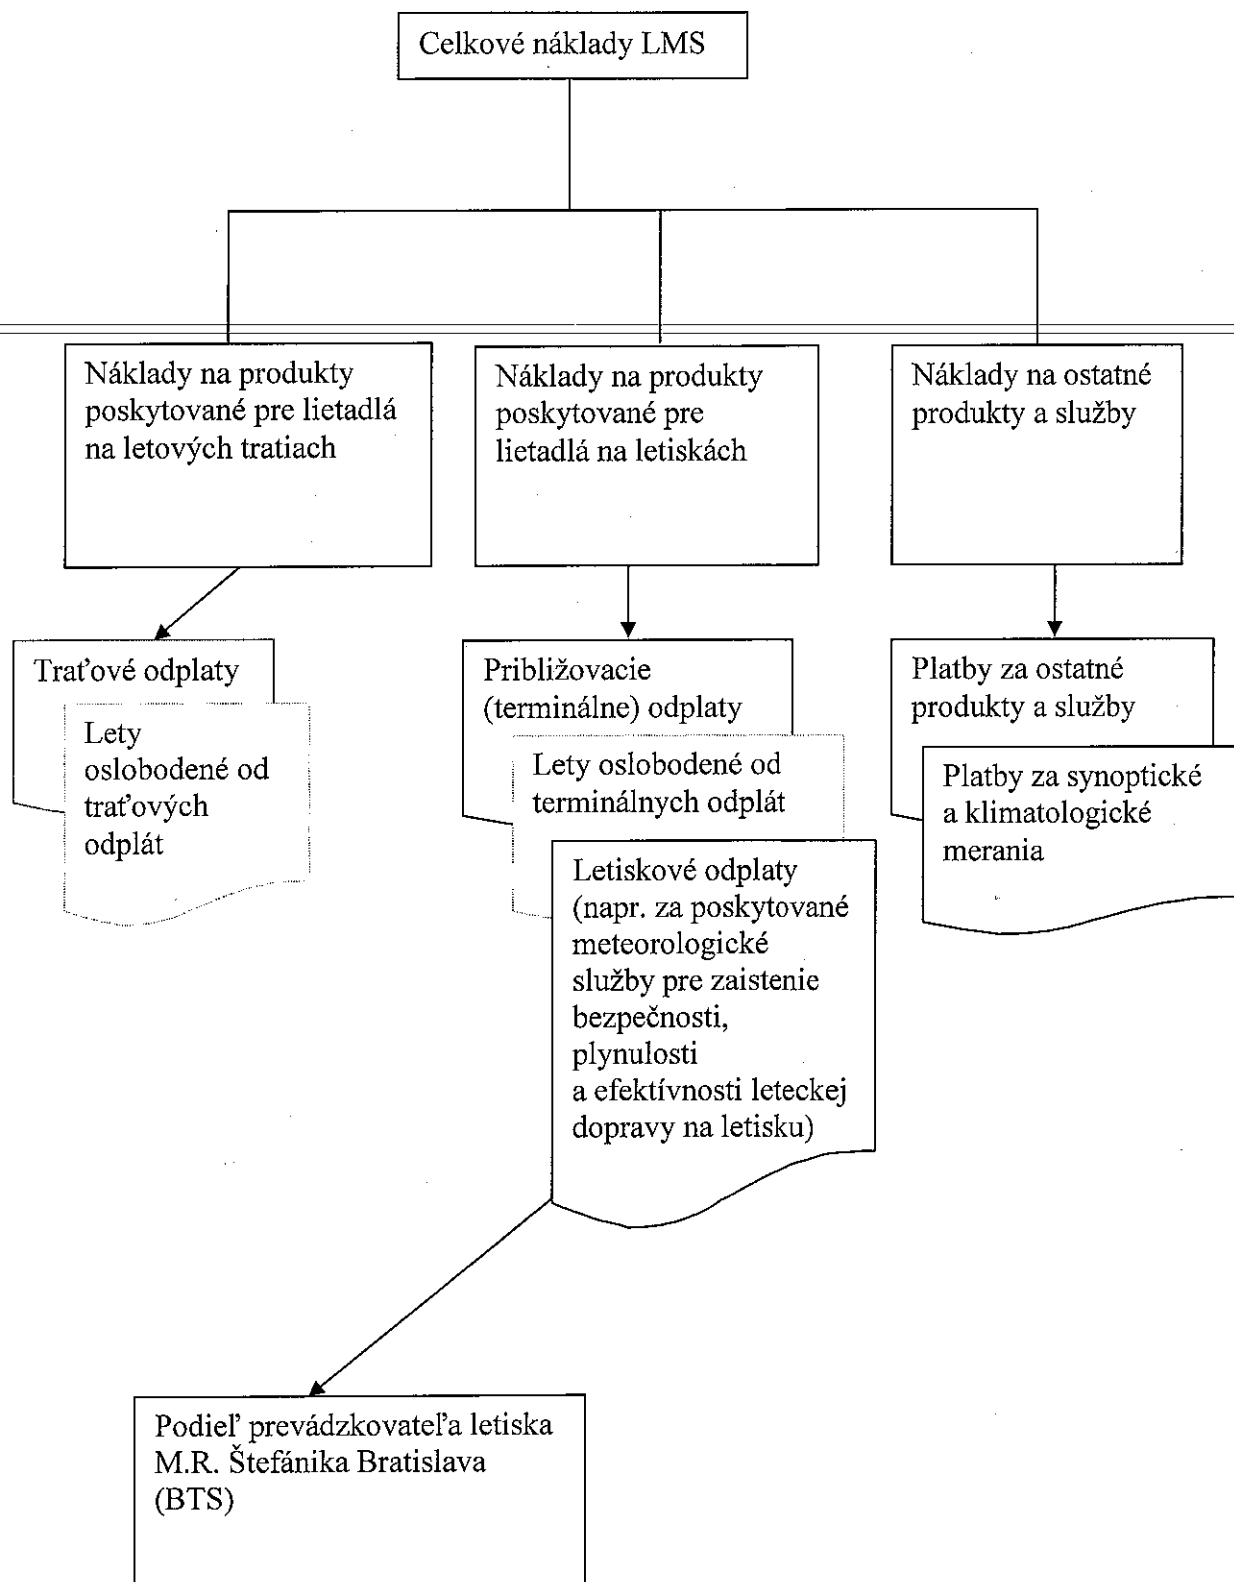 Celkové náklady LMS
Náklady na produkty
poskytované pre lietadlá
na letových tratiach
Náklady na produkty
poskytované pre
lietadlá na letiskách
Náklady na ostatné
produkty a služby
Traťové odplaty
Lety
oslobodené od
traťových
odplát
Približovacie
(terminálne) odplaty
Lety oslobodené od
terminálnych odplát
Letiskové odplaty
(napr. za poskytované
meteorologické
služby pre zaistenie
bezpečnosti,
plynulosti
a efektívnosti leteckej
dopravy na letisku)
Platby za ostatné
produkty a služby
Platby za synoptické
a klimatologické
merania
Podieľ prevádzkovateľa letiska
M.R. Štefánika Bratislava
(BTS)